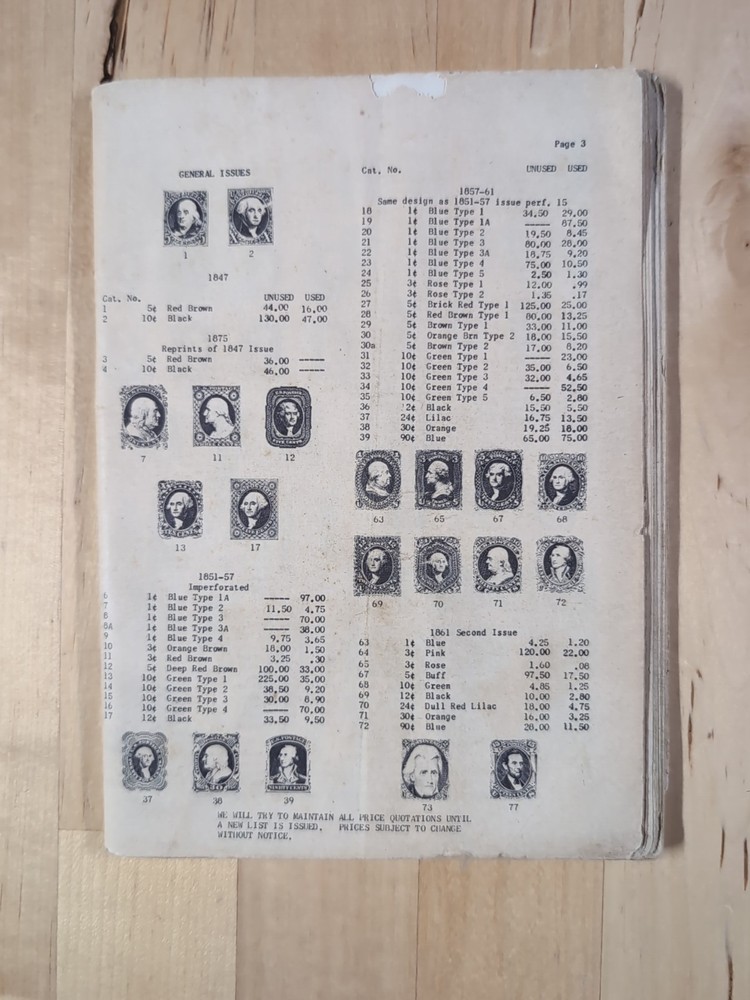 Page 3
GENERAL ISSUES
1 2
1847
Cat. No. UNUSED USED
1 5¢ Red Brown 44.00 16.00
2 10¢ Black 130.00 47.00
1875
Reprints of 1847 Issue
3 5¢ Red Brown 36.00 -----
4 10¢ Black 46.00 -----
7 11 12
13 17
1851-57
Imperforated
6 1¢ Blue Type 1A ----- 97.00
7 1¢ Blue Type 2 11.50 4.75
8 1¢ Blue Type 3 ----- 70.00
8A 1¢ Blue Type 3A ----- 38.00
9 1¢ Blue Type 4 9.75 3.65
10 3¢ Orange Brown 18.00 1.50
11 3¢ Red Brown 3.25 .30
12 5¢ Deep Red Brown 100.00 33.00
13 10¢ Green Type 1 225.00 35.00
14 10¢ Green Type 2 38.50 9.20
15 10¢ Green Type 3 30.00 8.90
16 10¢ Green Type 4 ----- 70.00
17 12¢ Black 33.50 9.50
37 38 39
Cat. No. UNUSED USED
1857-61
Same design as 1851-57 issue perf. 15
18 1¢ Blue Type 1 34.50 29.00
19 1¢ Blue Type 1A ----- 87.50
20 1¢ Blue Type 2 19.50 8.45
21 1¢ Blue Type 3 80.00 28.00
22 1¢ Blue Type 3A 18.75 9.20
23 1¢ Blue Type 4 75.00 10.50
24 1¢ Blue Type 5 2.50 1.30
25 3¢ Rose Type 1 12.00 .99
26 3¢ Rose Type 2 1.35 .17
27 5¢ Brick Red Type 1 125.00 25.00
28 5¢ Red Brown Type 1 80.00 13.25
29 5¢ Brown Type 1 33.00 11.00
30 5¢ Orange Brn Type 2 18.00 15.50
30a 5¢ Brown Type 2 17.00 8.20
31 10¢ Green Type 1 ----- 23.00
32 10¢ Green Type 2 35.00 6.50
33 10¢ Green Type 3 32.00 4.65
34 10¢ Green Type 4 ----- 52.50
35 10¢ Green Type 5 6.50 2.80
36 12¢ Black 15.50 5.50
37 24¢ Lilac 16.75 13.50
38 30¢ Orange 19.25 18.00
39 90¢ Blue 65.00 75.00
63 65 67 68
69 70 71 72
1861 Second Issue
63 1¢ Blue 4.25 1.20
64 3¢ Pink 120.00 22.00
65 3¢ Rose 1.60 .08
67 5¢ Buff 97.50 17.50
68 10¢ Green 4.85 1.25
69 12¢ Black 10.00 2.80
70 24¢ Dull Red Lilac 18.00 4.75
71 30¢ Orange 16.00 3.25
72 90¢ Blue 28.00 11.50
73 77
WE WILL TRY TO MAINTAIN ALL PRICE QUOTATIONS UNTIL
A NEW LIST IS ISSUED. PRICES SUBJECT TO CHANGE
WITHOUT NOTICE.